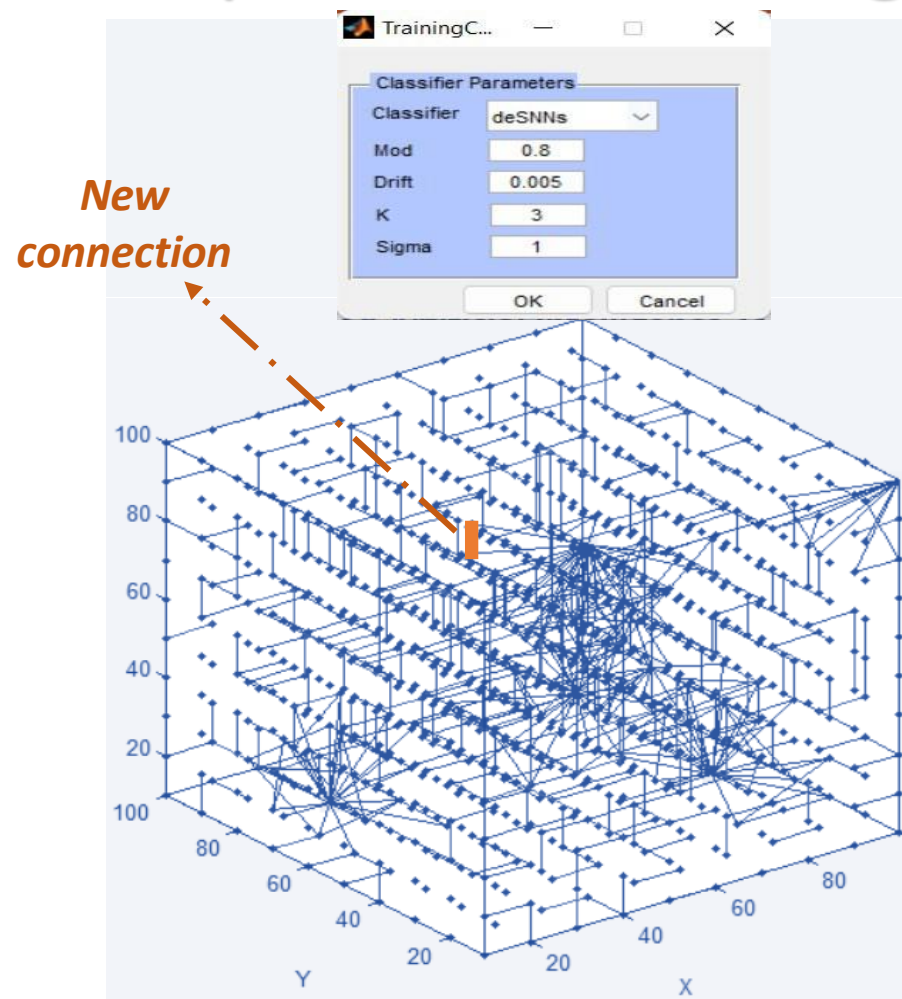 TrainingC...
Classifier Parameters
Classifier deSNNs
Mod 0.8
Drift 0.005
K 3
Sigma 1
OK Cancel
New
connection
100
80
60
40
20
100
80
60
40
20
Y
20
40
60
80
X